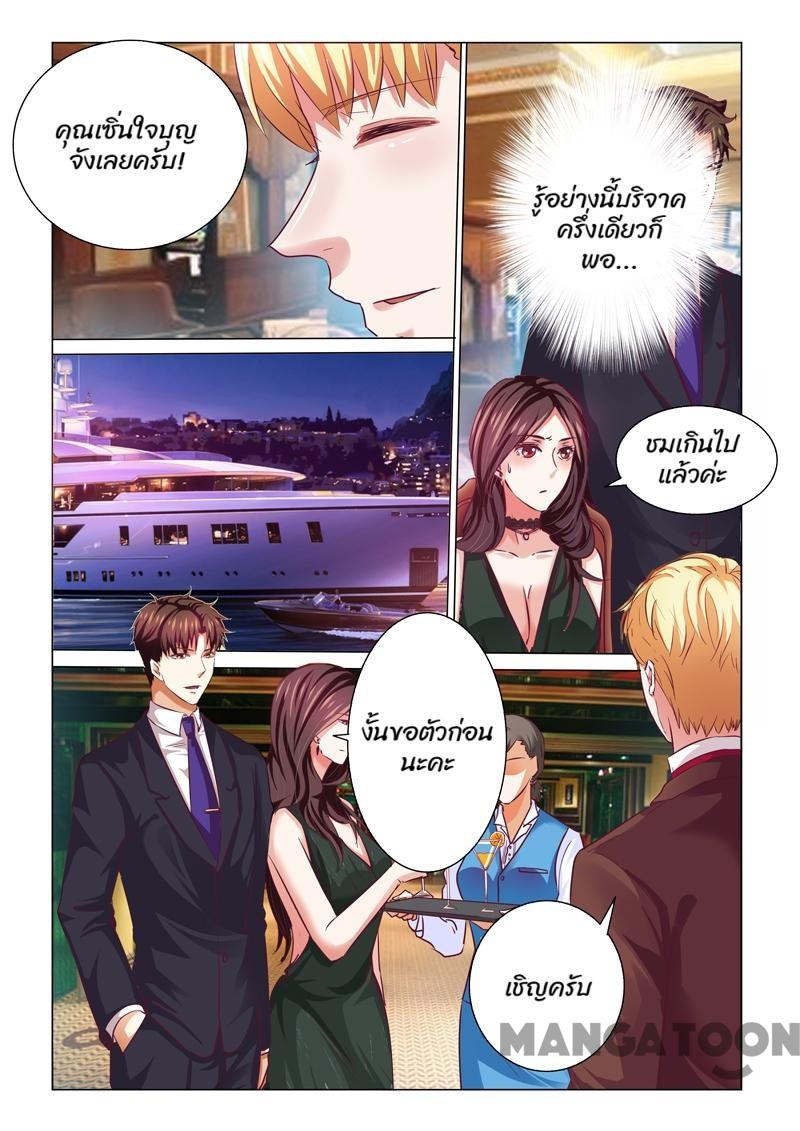 คุณเซิ่นใจบุญ
จังเลยครับ!
รู้อย่างนี้บริจาค
ครึ่งเดียวก็
พอ...
ชมเกินไป
แล้วค่ะ
งั้นขอตัวก่อน
นะคะ
เชิญครับ
MANGATOON